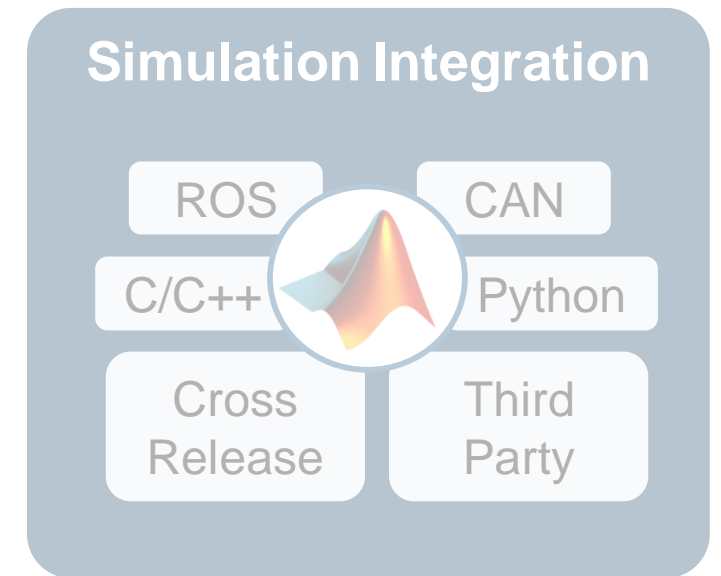 Simulation Integration
ROS
CAN
C/C++
Python
Cross
Release
Third
Party